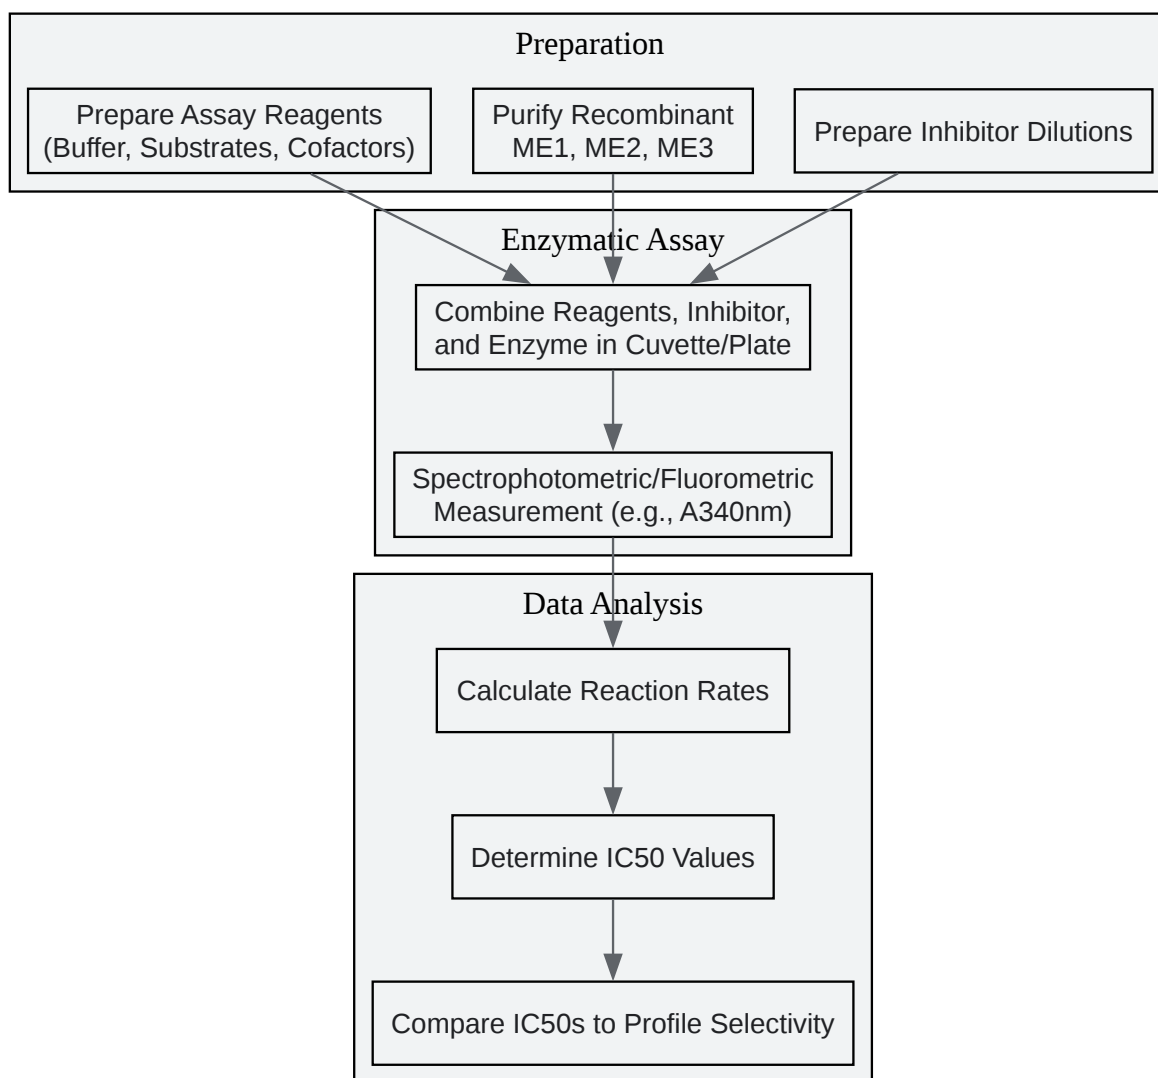 Preparation
Prepare Assay Reagents
(Buffer, Substrates, Cofactors)
Purify Recombinant
ME1, ME2, ME3
Prepare Inhibitor Dilutions
Enzymatic Assay
Combine Reagents, Inhibitor,
and Enzyme in Cuvette/Plate
Spectrophotometric/Fluorometric
Measurement (e.g., A340nm)
Data Analysis
Calculate Reaction Rates
Determine IC50 Values
Compare IC50s to Profile Selectivity